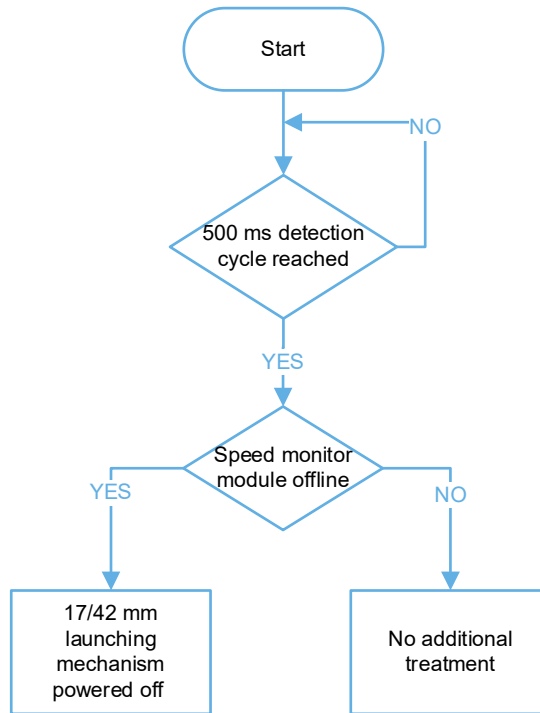 Start
NO
500 ms detection
cycle reached
YES
Speed monitor
module offline
YES
NO
17/42 mm
launching
mechanism
powered off
No additional
treatment